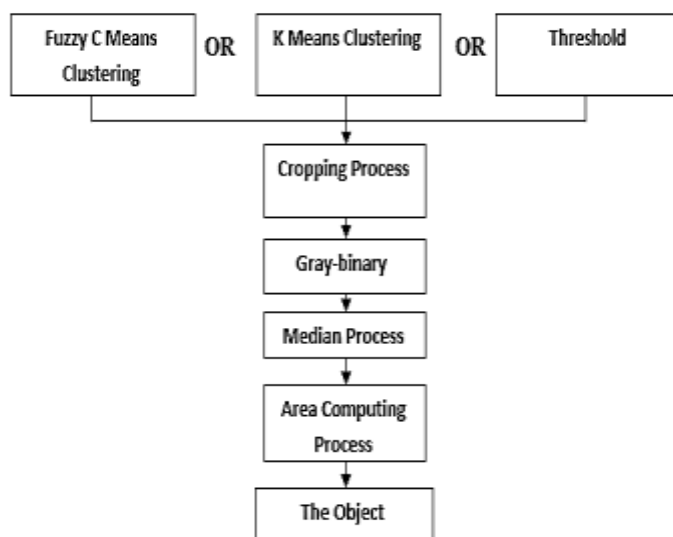 Fuzzy C Means
Clustering
OR
K Means Clustering
OR
Threshold
Cropping Process
Gray-binary
Median Process
Area Computing
Process
The Object